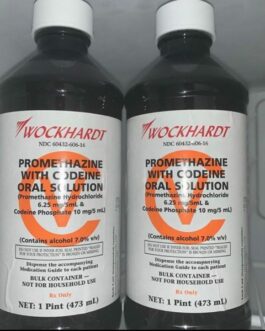 WOCKHARDT
NDC 60432-606-16
PROMETHAZINE
WITH CODEINE
ORAL SOLUTION
(Promethazine Hydrochloride
6.25 mg/5mL &
Codeine Phosphate 10 mg/5 mL)
(Contains alcohol 7.0% v/v)
Dispense the accompanying
Medication Guide to each patient
BULK CONTAINER –
NOT FOR HOUSEHOLD USE
Rx Only
NET: 1 Pint (473 mL)
WOCKHARDT
NDC 60432-606-16
PROMETHAZINE
WITH CODEINE
ORAL SOLUTION
(Promethazine Hydrochloride
6.25 mg/5mL &
Codeine Phosphate 10 mg/5 mL)
(Contains alcohol 7.0% v/v)
Dispense the accompanying
Medication Guide to each patient
BULK CONTAINER –
NOT FOR HOUSEHOLD USE
Rx Only
NET: 1 Pint (473 mL)